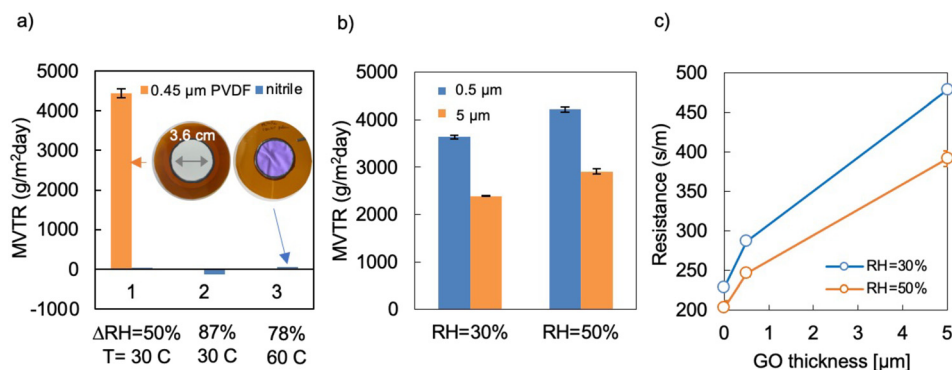 a)
5000
4000
3000
2000
1000
0
-1000
MVTR (g/m²day)
0.45 µm PVDF
nitrile
3.6 cm
1 2 3
ΔRH=50% 87% 78%
T= 30 C 30 C 60 C
b)
5000
4000
3000
2000
1000
0
MVTR (g/m²day)
0.5 µm
5 µm
RH=30% RH=50%
c)
500
450
400
350
300
250
200
Resistance (s/m)
RH=30%
RH=50%
0 1 2 3 4 5
GO thickness [µm]